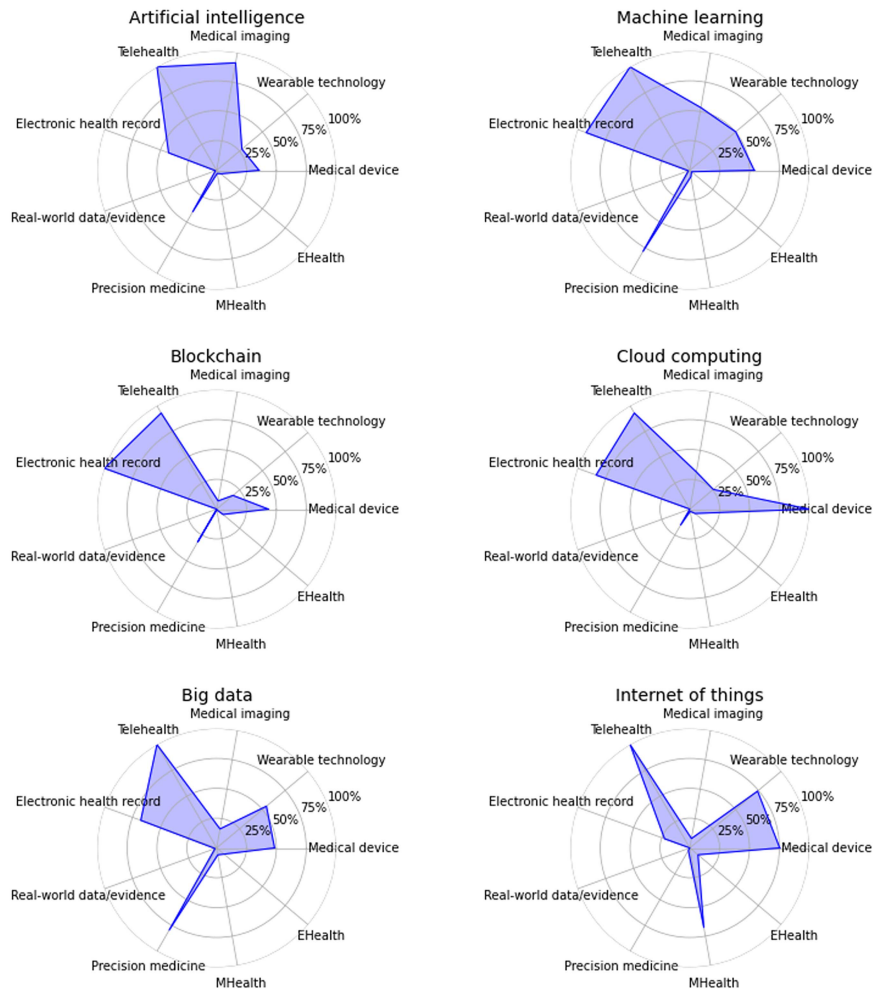 Artificial intelligence
Medical imaging
Telehealth
Wearable technology
Electronic health record
100%
75%
50%
25%
Medical device
Real-world data/evidence
EHealth
Precision medicine
MHealth
Machine learning
Medical imaging
Telehealth
Wearable technology
Electronic health record
100%
75%
50%
25%
Medical device
Real-world data/evidence
EHealth
Precision medicine
MHealth
Blockchain
Medical imaging
Telehealth
Wearable technology
Electronic health record
100%
75%
50%
25%
Medical device
Real-world data/evidence
EHealth
Precision medicine
MHealth
Cloud computing
Medical imaging
Telehealth
Wearable technology
Electronic health record
100%
75%
50%
25%
Medical device
Real-world data/evidence
EHealth
Precision medicine
MHealth
Big data
Medical imaging
Telehealth
Wearable technology
Electronic health record
100%
75%
50%
25%
Medical device
Real-world data/evidence
EHealth
Precision medicine
MHealth
Internet of things
Medical imaging
Telehealth
Wearable technology
Electronic health record
100%
75%
50%
25%
Medical device
Real-world data/evidence
EHealth
Precision medicine
MHealth